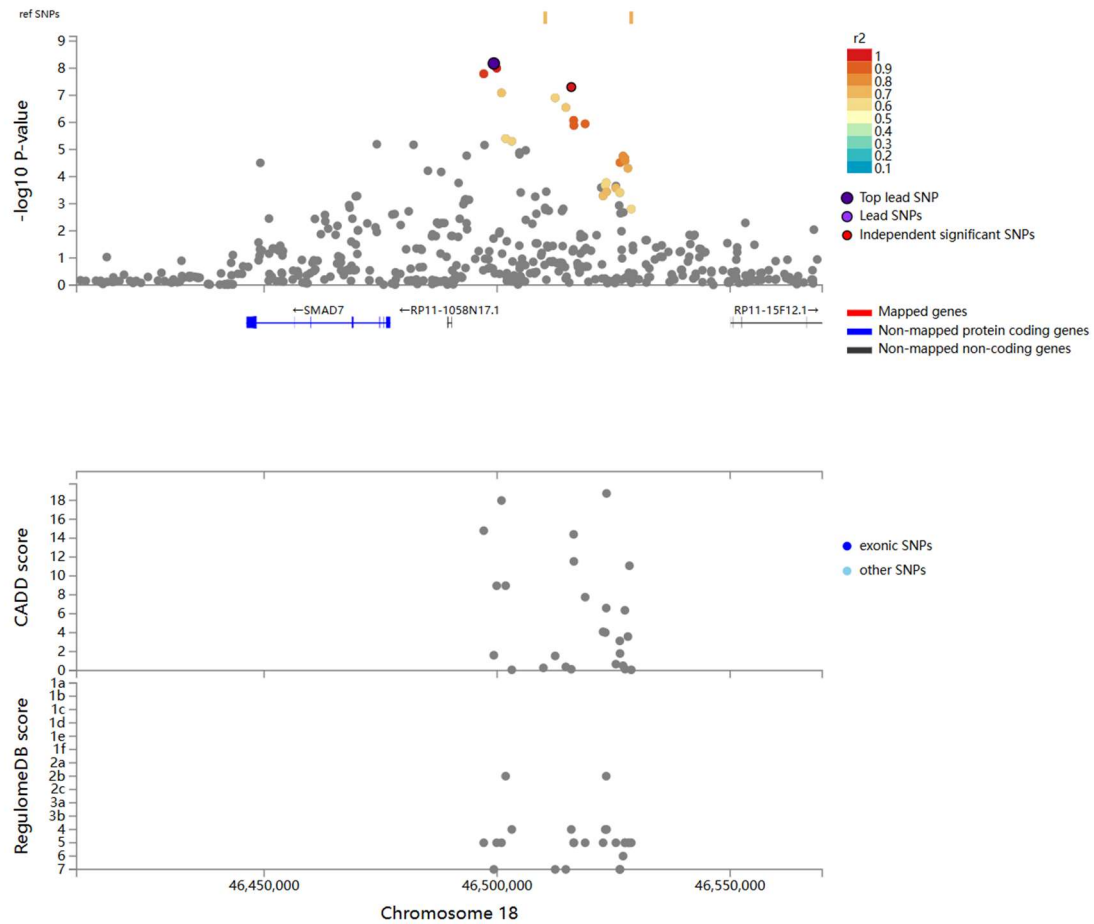 ref SNPs
-log10 P-value
9
8
7
6
5
4
3
2
1
0
r2
1
0.9
0.8
0.7
0.6
0.5
0.4
0.3
0.2
0.1
Top lead SNP
Lead SNPs
Independent significant SNPs
←SMAD7
←RP11-1058N17.1
RP11-15F12.1→
Mapped genes
Non-mapped protein coding genes
Non-mapped non-coding genes
CADD score
18
16
14
12
10
8
6
4
2
0
exonic SNPs
other SNPs
RegulomeDB score
1a
1b
1c
1d
1e
1f
2a
2b
2c
3a
3b
4
5
6
7
46,450,000
46,500,000
46,550,000
Chromosome 18